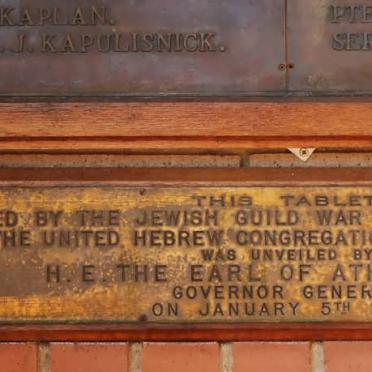 KAPLAN.
. J. KAPULISNICK.
PTE
SER
THIS TABLET
ED BY THE JEWISH GUILD WAR
THE UNITED HEBREW CONGREGATIO
WAS UNVEILED BY
H. E THE EARL OF ATH
GOVERNOR GENER
ON JANUARY 5TH